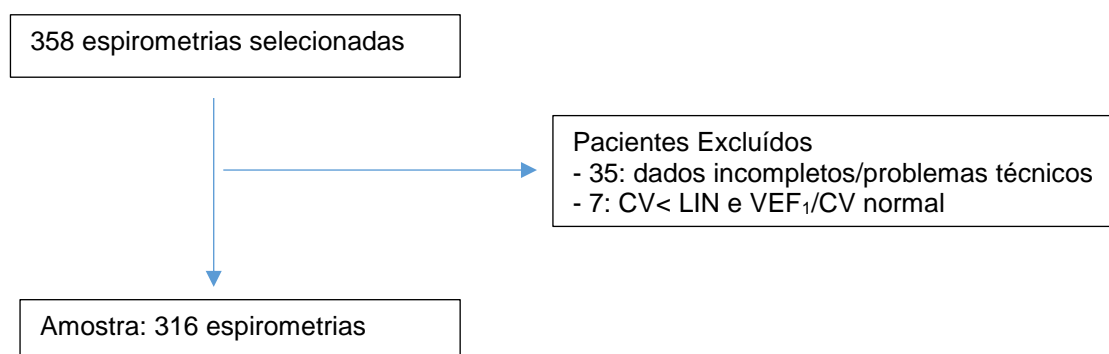 358 espirometrias selecionadas
Pacientes Excluídos
- 35: dados incompletos/problemas técnicos
- 7: CV< LIN e VEF₁/CV normal
Amostra: 316 espirometrias